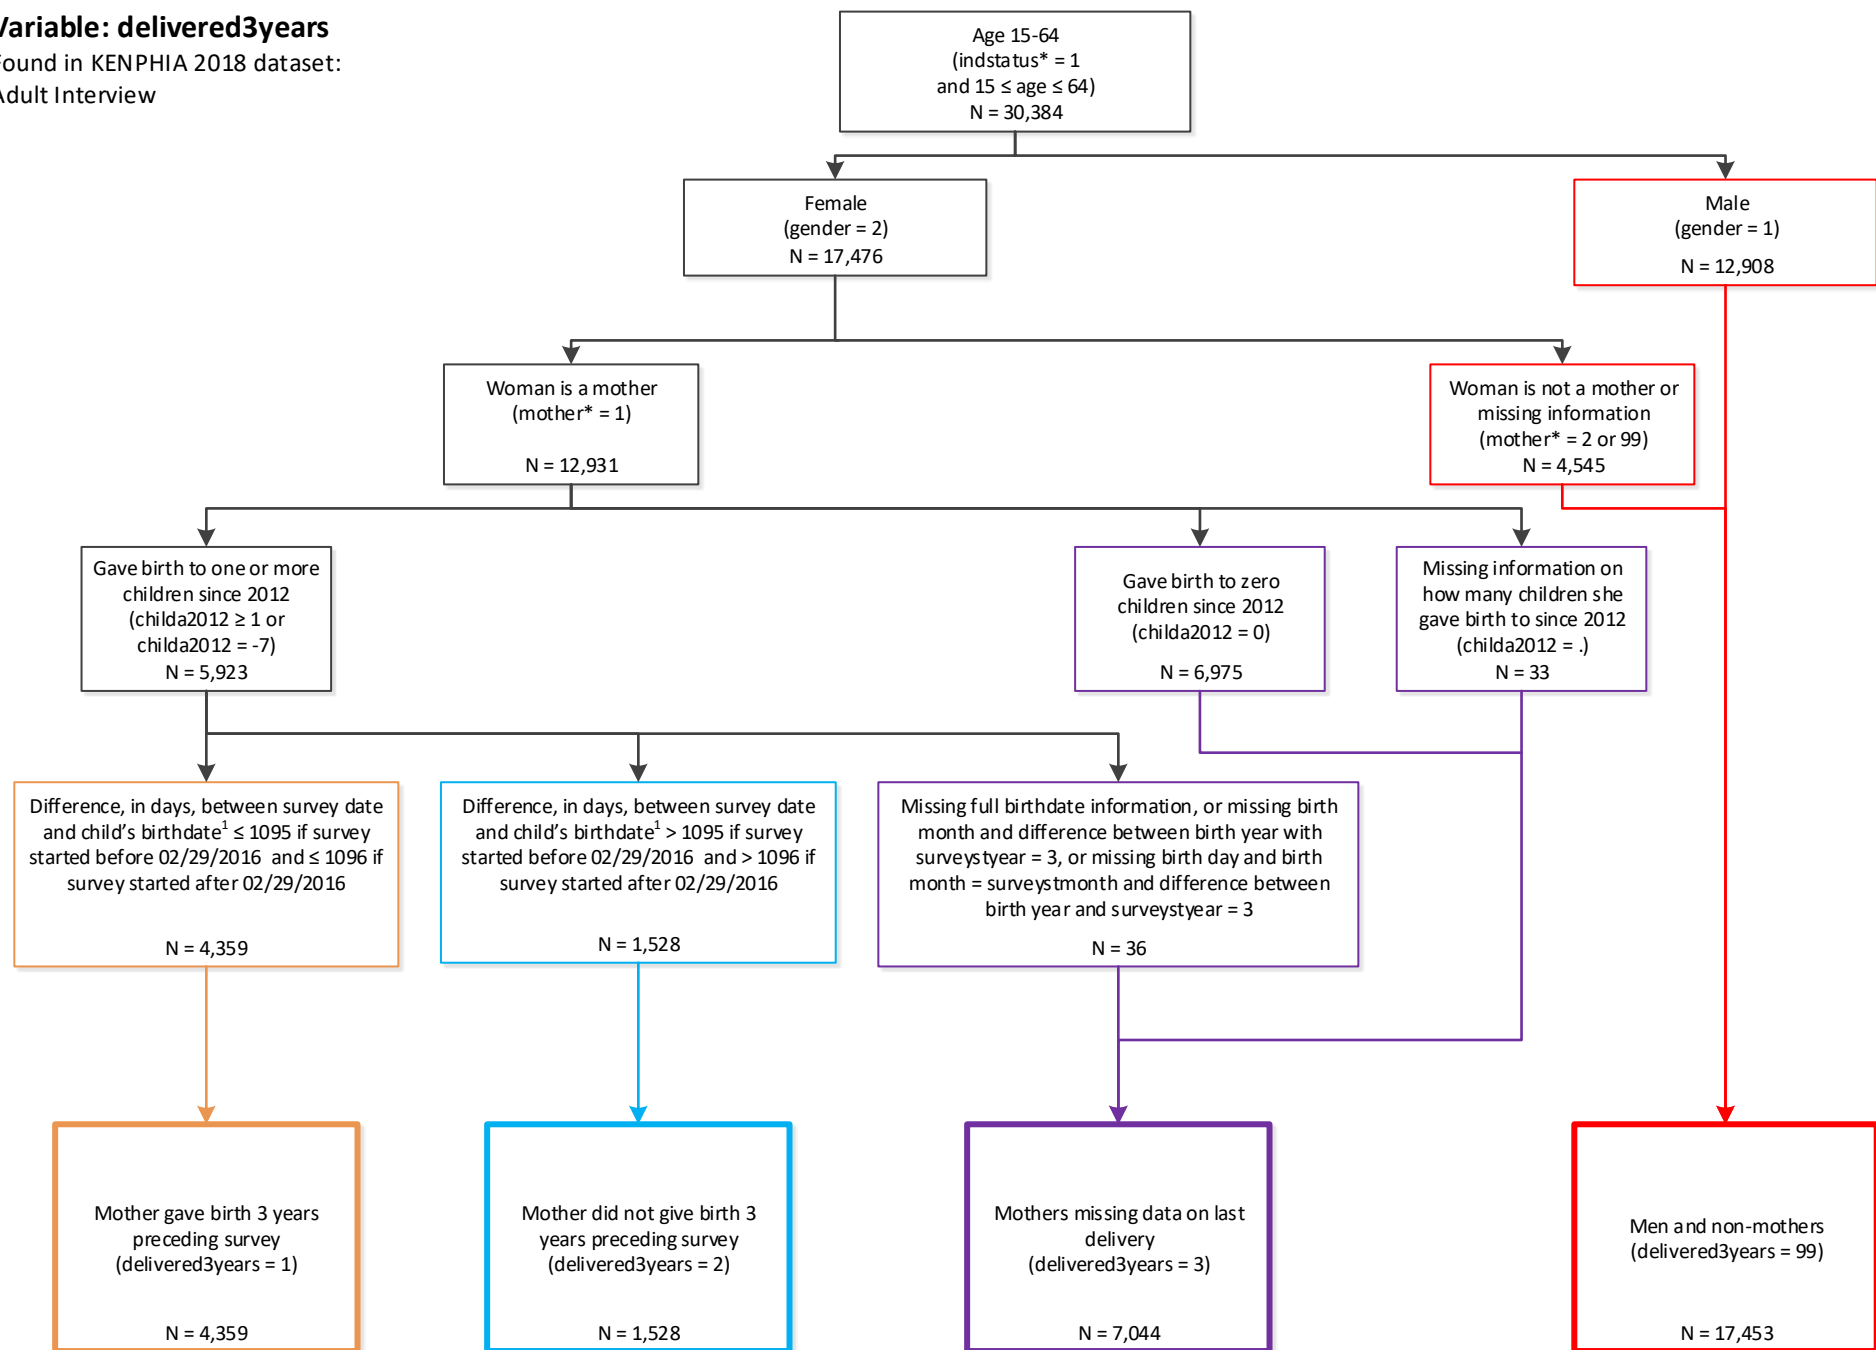 Variable: delivered3years
Found in KENPHIA 2018 dataset:
Adult Interview
Age 15-64
(indstatus* = 1
and 15 ≤ age ≤ 64)
N = 30,384
Female
(gender = 2)
N = 17,476
Male
(gender = 1)
N = 12,908
Woman is a mother
(mother* = 1)
N = 12,931
Woman is not a mother or
missing information
(mother* = 2 or 99)
N = 4,545
Gave birth to one or more
children since 2012
(childa2012 ≥ 1 or
childa2012 = -7)
N = 5,923
Gave birth to zero
children since 2012
(childa2012 = 0)
N = 6,975
Missing information on
how many children she
gave birth to since 2012
(childa2012 = .)
N = 33
Difference, in days, between survey date
and child's birthdate¹ ≤ 1095 if survey
started before 02/29/2016 and ≤ 1096 if
survey started after 02/29/2016
N = 4,359
Difference, in days, between survey date
and child's birthdate¹ > 1095 if survey
started before 02/29/2016 and > 1096 if
survey started after 02/29/2016
N = 1,528
Missing full birthdate information, or missing birth
month and difference between birth year with
surveystyear = 3, or missing birth day and birth
month = surveystmonth and difference between
birth year and surveystyear = 3
N = 36
Mother gave birth 3 years
preceding survey
(delivered3years = 1)
N = 4,359
Mother did not give birth 3
years preceding survey
(delivered3years = 2)
N = 1,528
Mothers missing data on last
delivery
(delivered3years = 3)
N = 7,044
Men and non-mothers
(delivered3years = 99)
N = 17,453